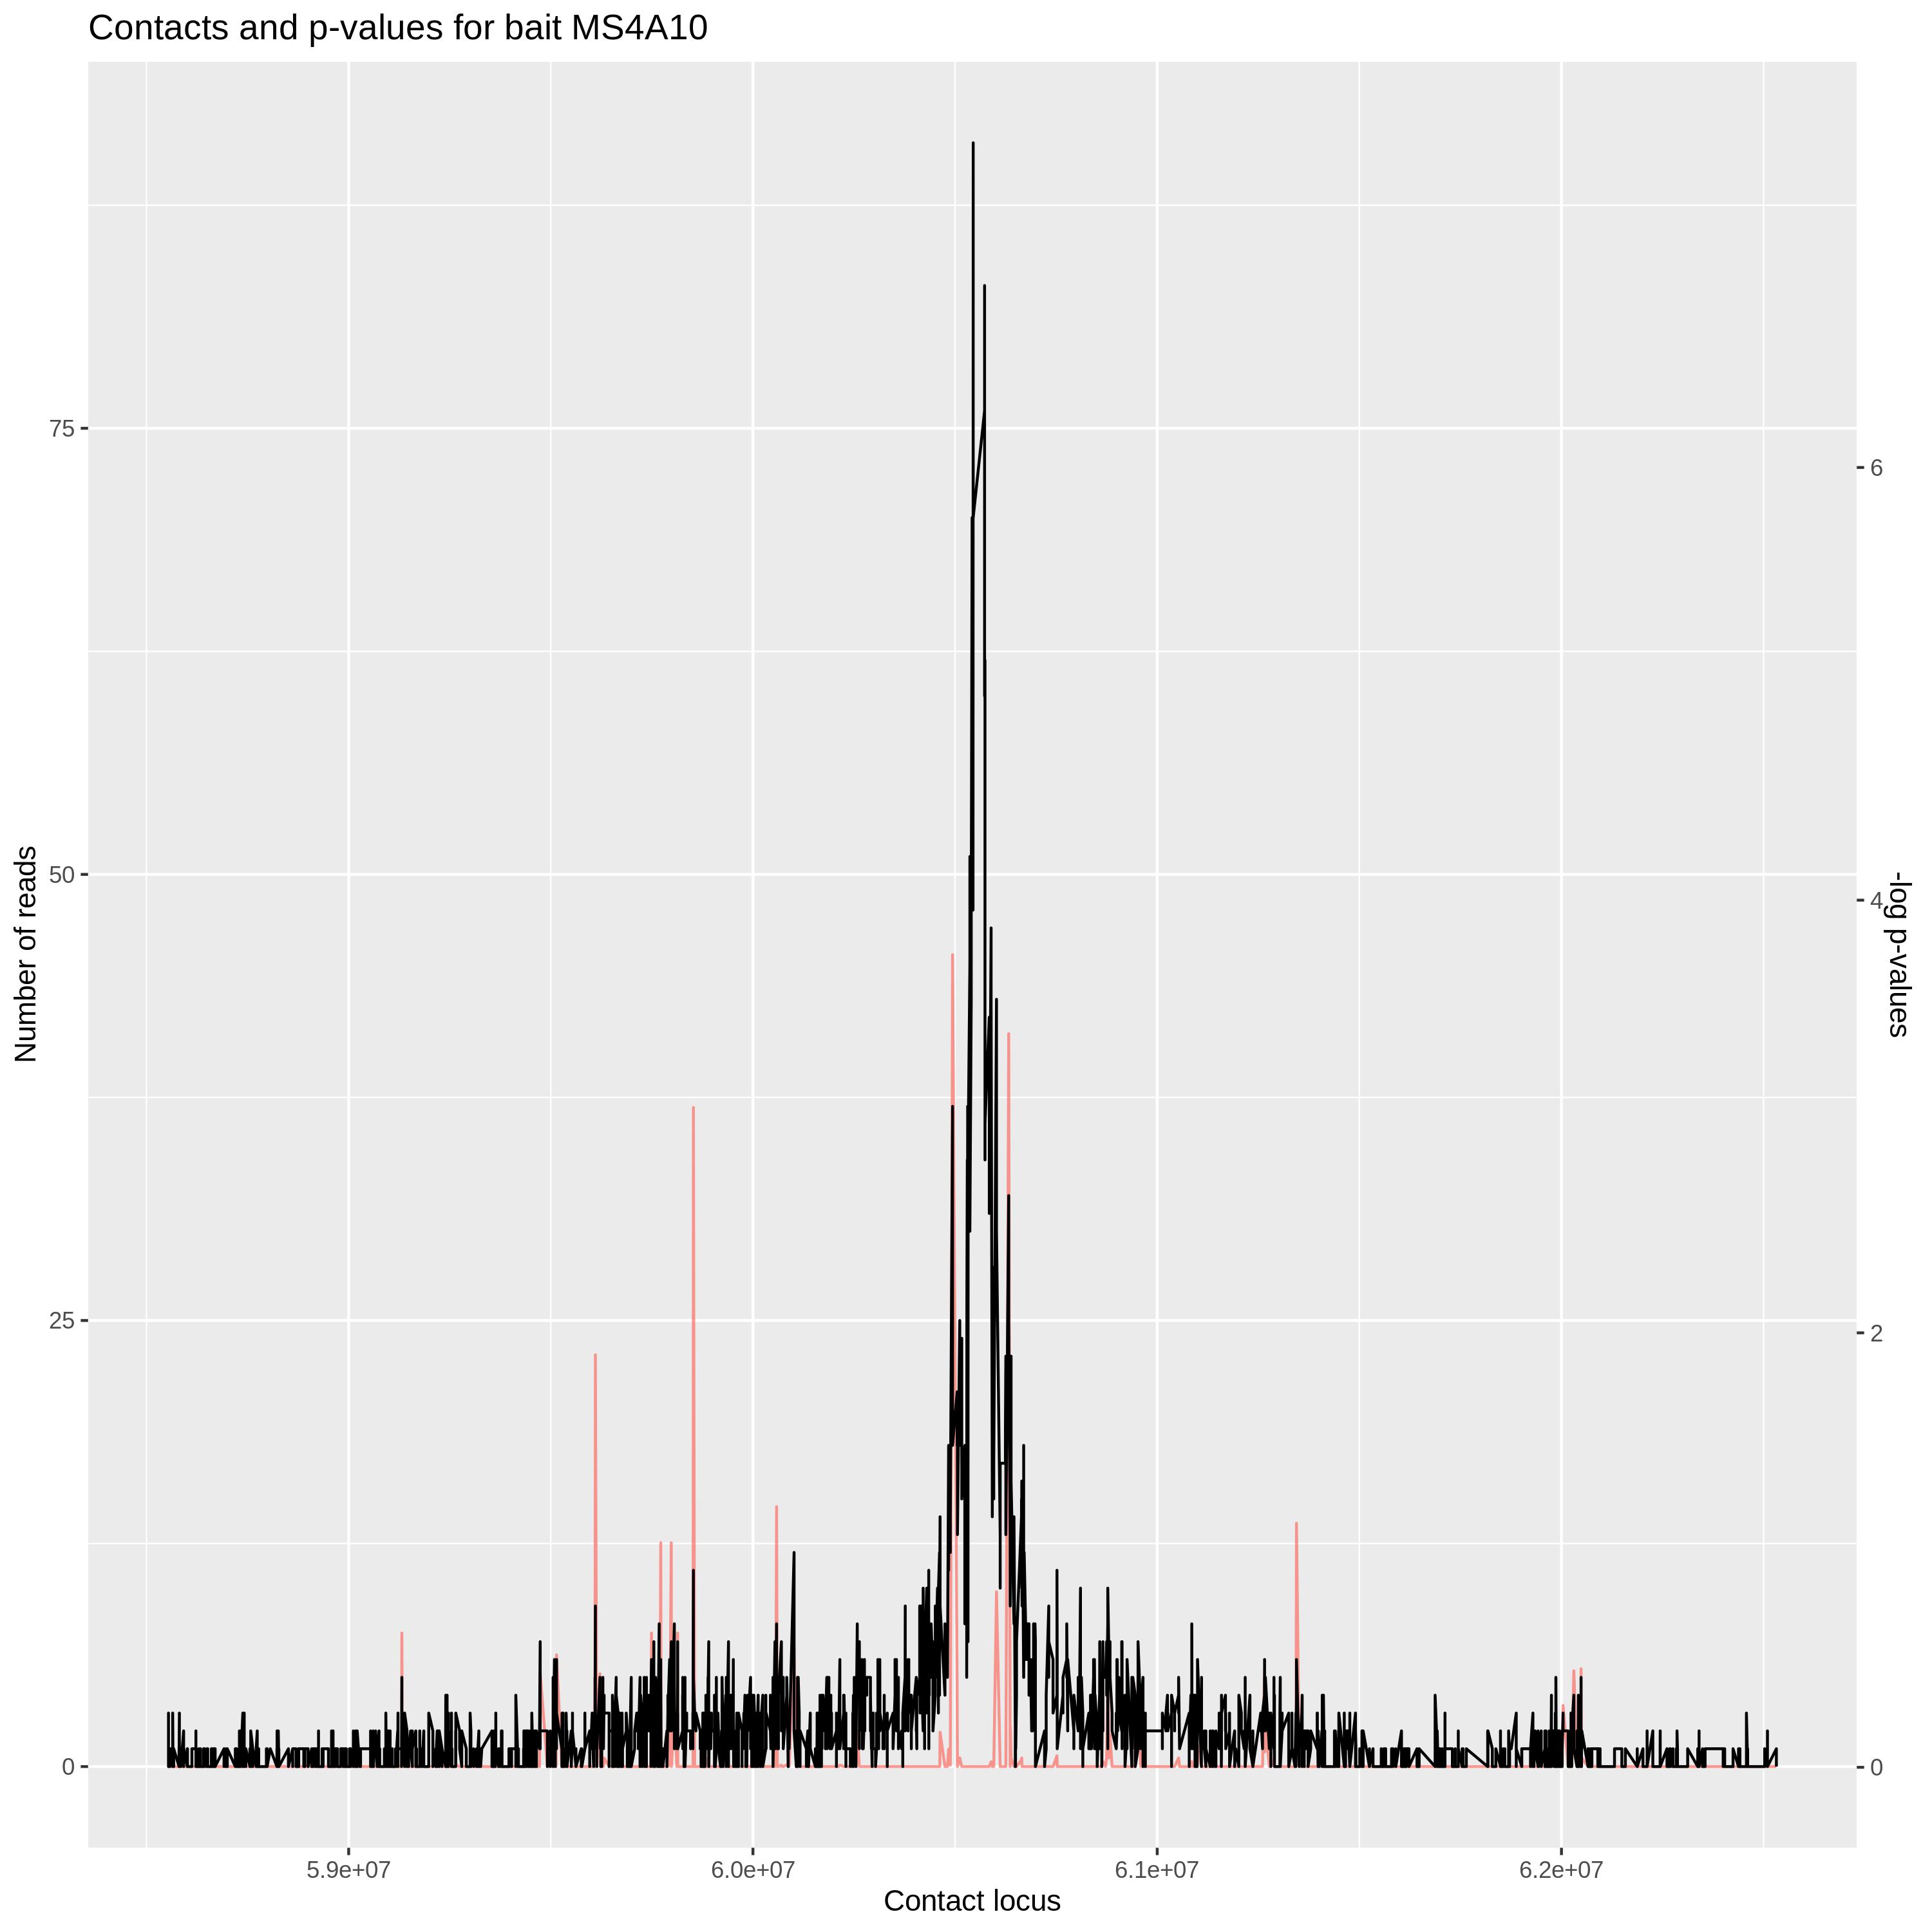 Contacts and p-values for bait MS4A10
Number of reads
75
50
25
0
6
4
2
0
-log p-values
5.9e+07
6.0e+07
6.1e+07
6.2e+07
Contact locus